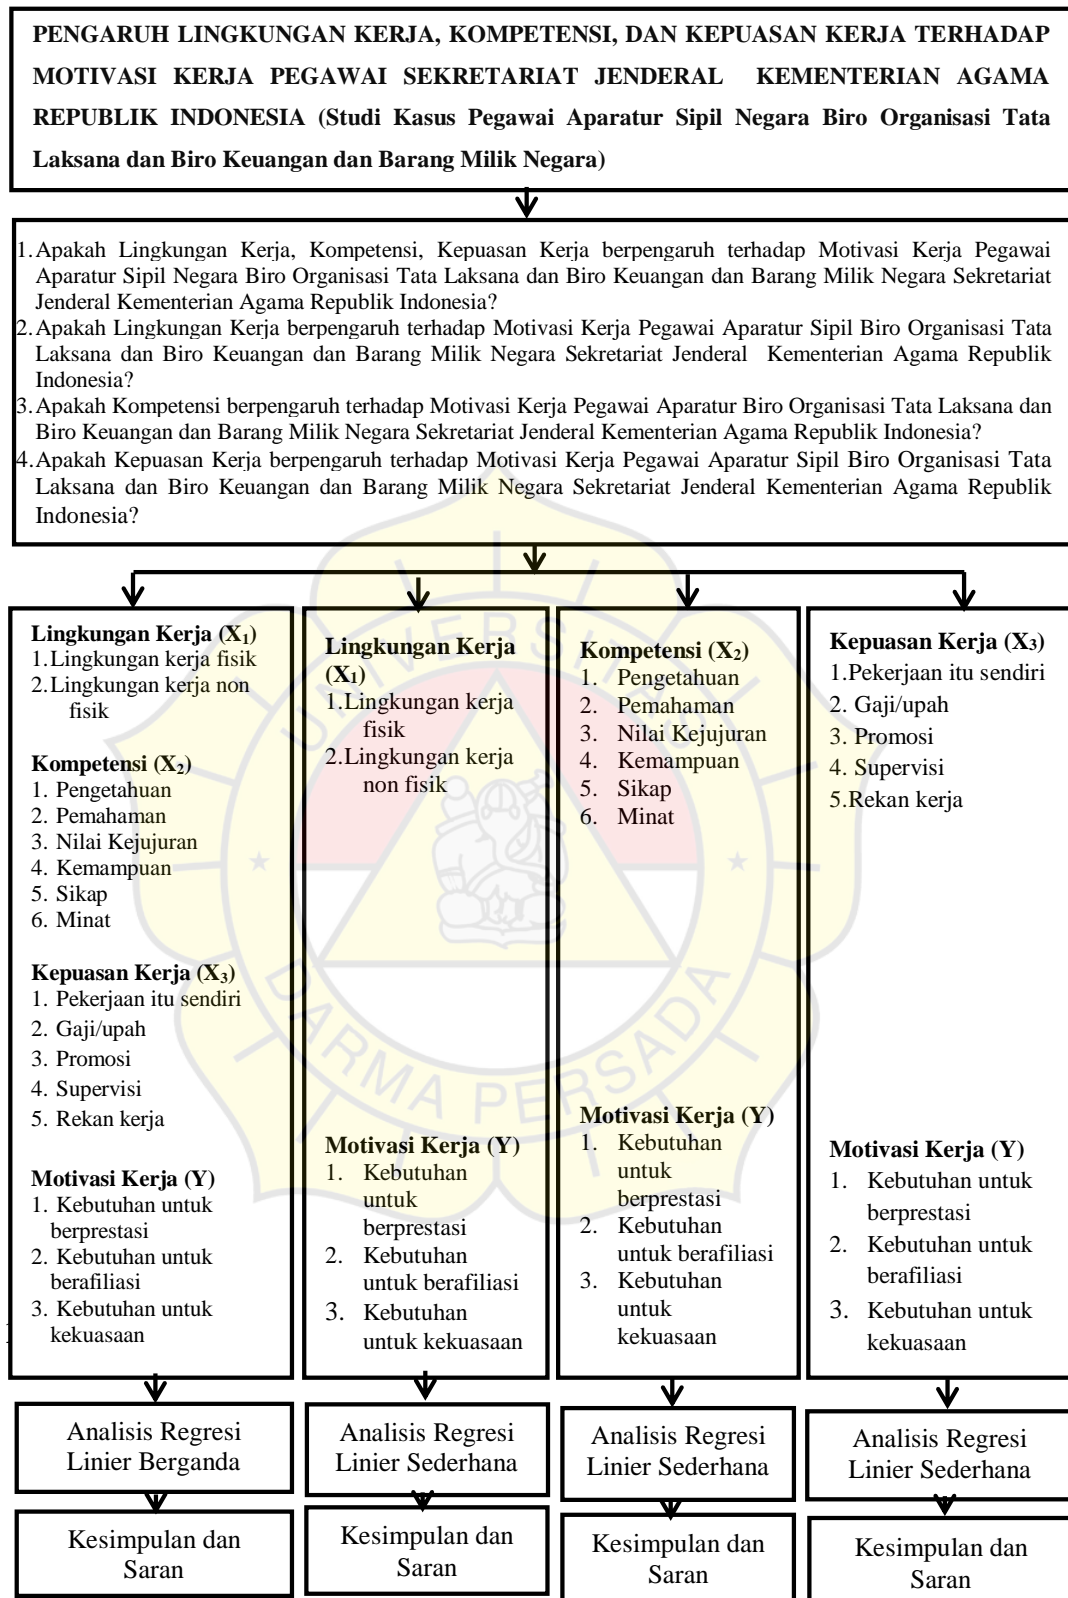 PENGARUH LINGKUNGAN KERJA, KOMPETENSI, DAN KEPUASAN KERJA TERHADAP
MOTIVASI KERJA PEGAWAI SEKRETARIAT JENDERAL KEMENTERIAN AGAMA
REPUBLIK INDONESIA (Studi Kasus Pegawai Aparatur Sipil Negara Biro Organisasi Tata
Laksana dan Biro Keuangan dan Barang Milik Negara)
1. Apakah Lingkungan Kerja, Kompetensi, Kepuasan Kerja berpengaruh terhadap Motivasi Kerja Pegawai
Aparatur Sipil Negara Biro Organisasi Tata Laksana dan Biro Keuangan dan Barang Milik Negara Sekretariat
Jenderal Kementerian Agama Republik Indonesia?
2. Apakah Lingkungan Kerja berpengaruh terhadap Motivasi Kerja Pegawai Aparatur Sipil Biro Organisasi Tata
Laksana dan Biro Keuangan dan Barang Milik Negara Sekretariat Jenderal Kementerian Agama Republik
Indonesia?
3. Apakah Kompetensi berpengaruh terhadap Motivasi Kerja Pegawai Aparatur Biro Organisasi Tata Laksana dan
Biro Keuangan dan Barang Milik Negara Sekretariat Jenderal Kementerian Agama Republik Indonesia?
4. Apakah Kepuasan Kerja berpengaruh terhadap Motivasi Kerja Pegawai Aparatur Sipil Biro Organisasi Tata
Laksana dan Biro Keuangan dan Barang Milik Negara Sekretariat Jenderal Kementerian Agama Republik
Indonesia?
Lingkungan Kerja (X₁)
1. Lingkungan kerja fisik
2. Lingkungan kerja non
fisik
Kompetensi (X₂)
1. Pengetahuan
2. Pemahaman
3. Nilai Kejujuran
4. Kemampuan
5. Sikap
6. Minat
Kepuasan Kerja (X₃)
1. Pekerjaan itu sendiri
2. Gaji/upah
3. Promosi
4. Supervisi
5. Rekan kerja
Motivasi Kerja (Y)
1. Kebutuhan untuk
berprestasi
2. Kebutuhan untuk
berafiliasi
3. Kebutuhan untuk
kekuasaan
Analisis Regresi
Linier Berganda
Kesimpulan dan
Saran
Lingkungan Kerja
(X₁)
1. Lingkungan kerja
fisik
2. Lingkungan kerja
non fisik
Motivasi Kerja (Y)
1. Kebutuhan
untuk
berprestasi
2. Kebutuhan
untuk berafiliasi
3. Kebutuhan
untuk kekuasaan
Analisis Regresi
Linier Sederhana
Kesimpulan dan
Saran
Kompetensi (X₂)
1. Pengetahuan
2. Pemahaman
3. Nilai Kejujuran
4. Kemampuan
5. Sikap
6. Minat
Motivasi Kerja (Y)
1. Kebutuhan
untuk
berprestasi
2. Kebutuhan
untuk berafiliasi
3. Kebutuhan
untuk
kekuasaan
Analisis Regresi
Linier Sederhana
Kesimpulan dan
Saran
Kepuasan Kerja (X₃)
1.Pekerjaan itu sendiri
2. Gaji/upah
3. Promosi
4. Supervisi
5.Rekan kerja
Motivasi Kerja (Y)
1. Kebutuhan untuk
berprestasi
2. Kebutuhan untuk
berafiliasi
3. Kebutuhan untuk
kekuasaan
Analisis Regresi
Linier Sederhana
Kesimpulan dan
Saran
UNIVERSITAS
DARMA PERSADA